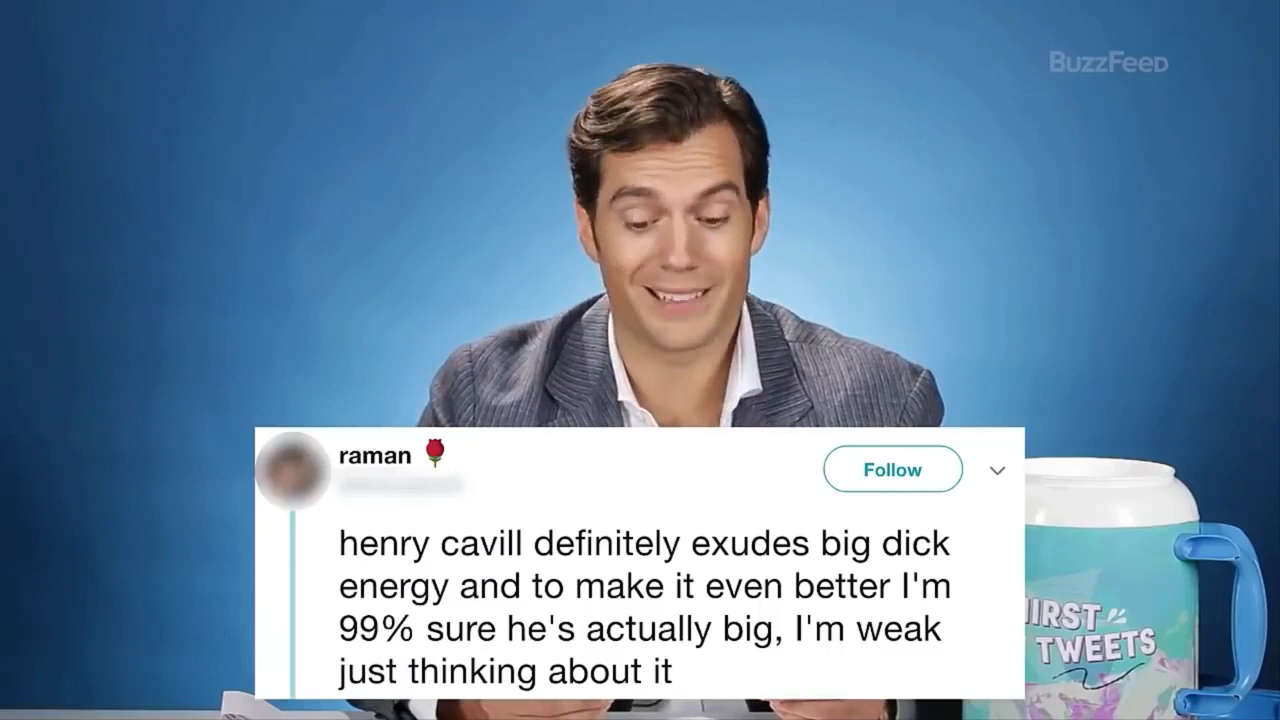 BuzzFeed
raman
Follow
henry cavill definitely exudes big dick
energy and to make it even better I'm
99% sure he's actually big, I'm weak
just thinking about it
TWEETS